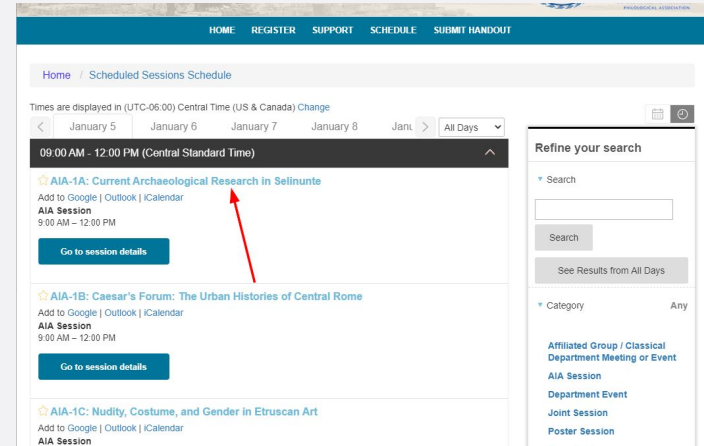 PHILOLOGICAL ASSOCIATION
HOME REGISTER SUPPORT SCHEDULE SUBMIT HANDOUT
Home / Scheduled Sessions Schedule
Times are displayed in (UTC-06:00) Central Time (US & Canada) Change
January 5 January 6 January 7 January 8 Janu All Days
09:00 AM - 12:00 PM (Central Standard Time)
AIA-1A: Current Archaeological Research in Selinunte
Add to Google | Outlook | iCalendar
AIA Session
9:00 AM – 12:00 PM
Go to session details
AIA-1B: Caesar's Forum: The Urban Histories of Central Rome
Add to Google | Outlook | iCalendar
AIA Session
9:00 AM – 12:00 PM
Go to session details
AIA-1C: Nudity, Costume, and Gender in Etruscan Art
Add to Google | Outlook | iCalendar
AIA Session
Refine your search
Search
Search
See Results from All Days
Category Any
Affiliated Group / Classical
Department Meeting or Event
AIA Session
Department Event
Joint Session
Poster Session